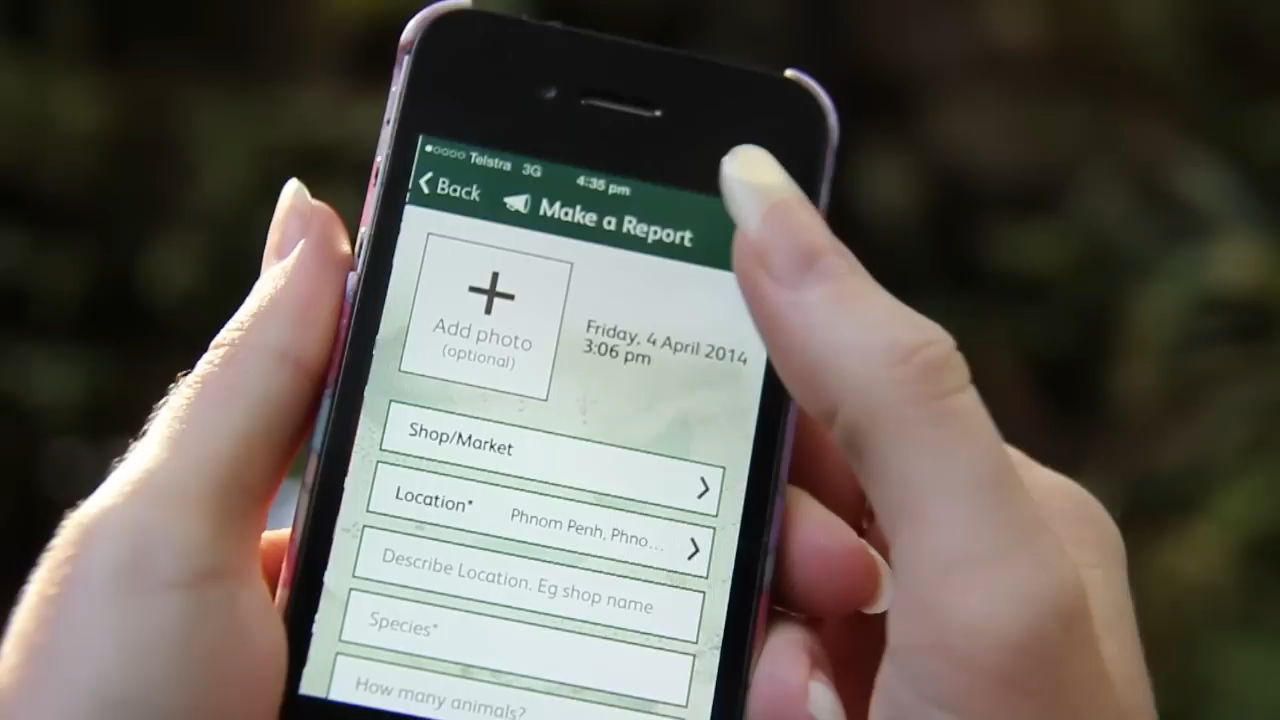 Telstra 3G 4:35 pm
Back Make a Report
Add photo
(optional)
Friday, 4 April 2014
3:06 pm
Shop/Market
Location* Phnom Penh, Phno...
Describe Location. Eg shop name
Species*
How many animals?